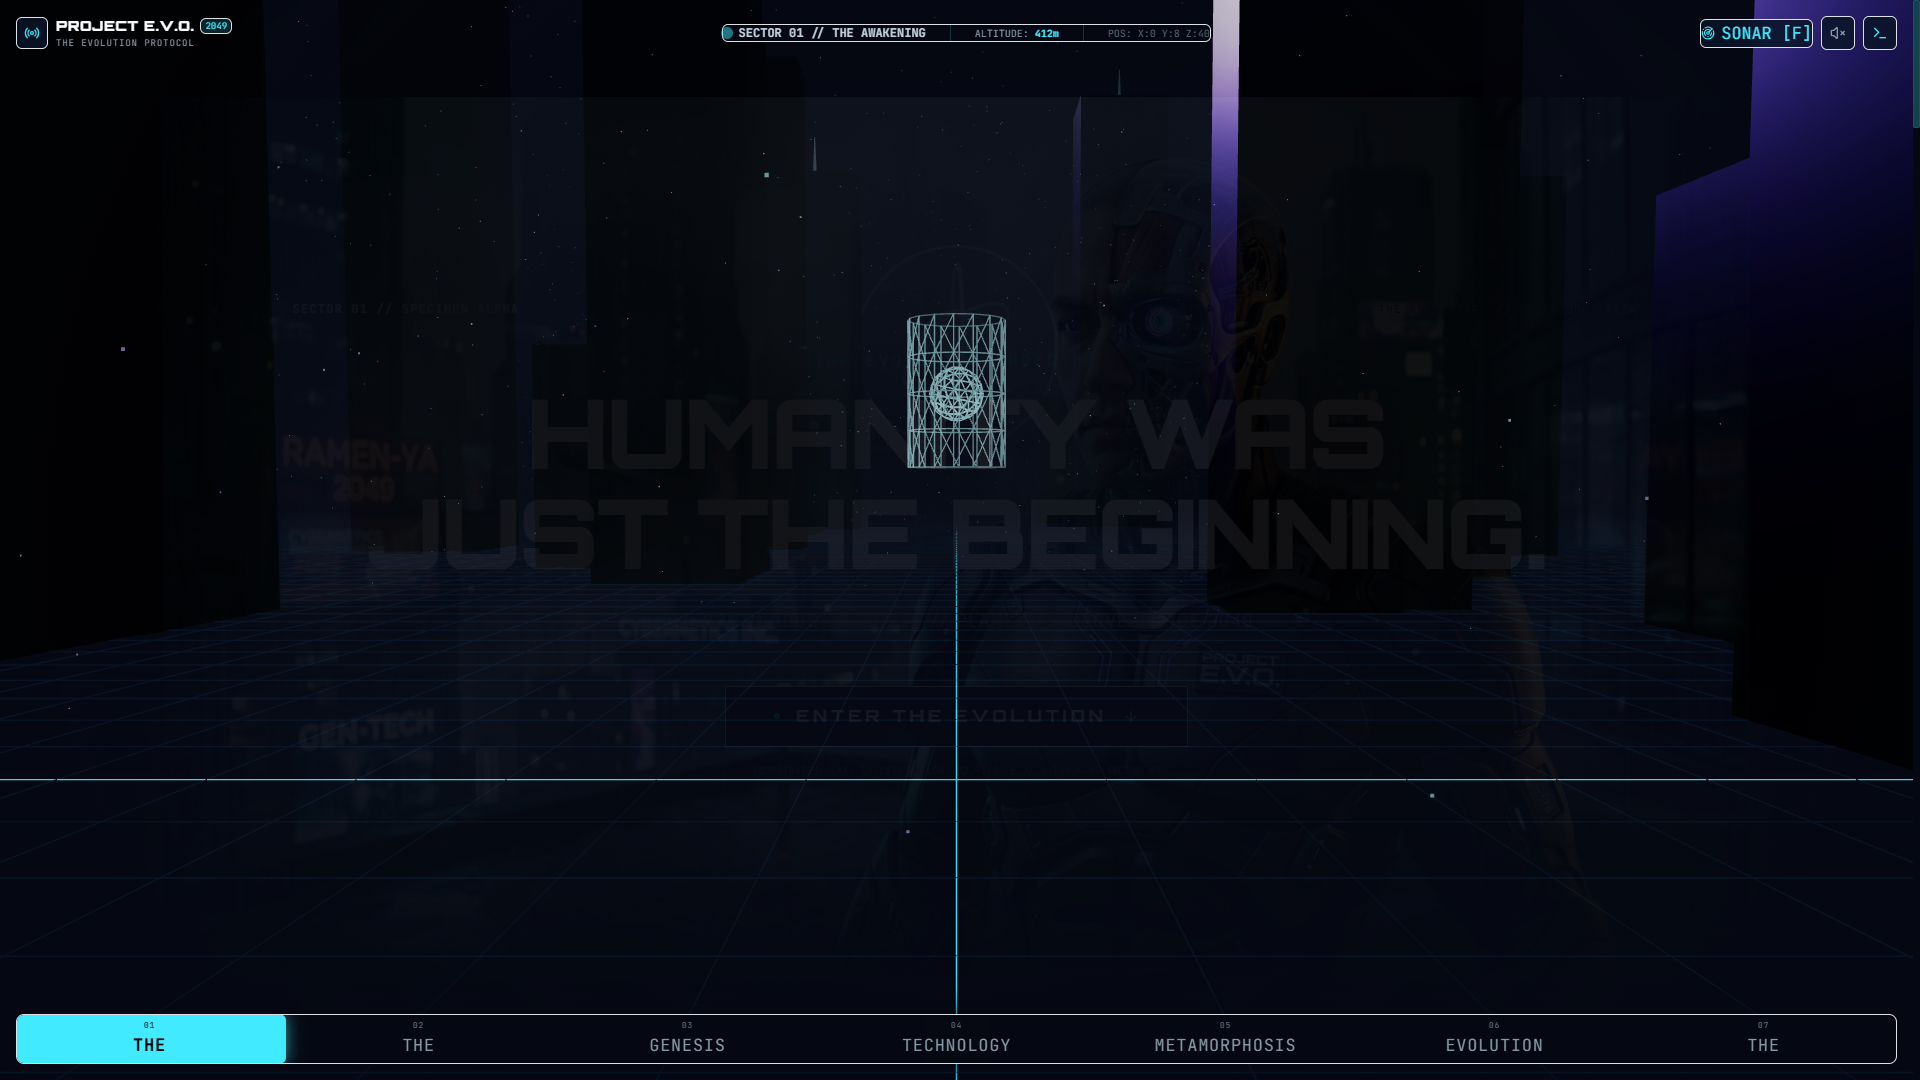 PROJECT E.V.O. 2049
THE EVOLUTION PROTOCOL
SECTOR 01 // THE AWAKENING
ALTITUDE: 412m
POS: X:0 Y:8 Z:40
SONAR [F]
SECTOR 01 // SPECIMEN ALPHA
RAMEN-YA
2049
HUMANITY WAS
JUST THE BEGINNING.
CYBERNETICS INC.
PROJECT
E.V.O.
GEN-TECH
ENTER THE EVOLUTION
01
THE
02
THE
03
GENESIS
04
TECHNOLOGY
05
METAMORPHOSIS
06
EVOLUTION
07
THE